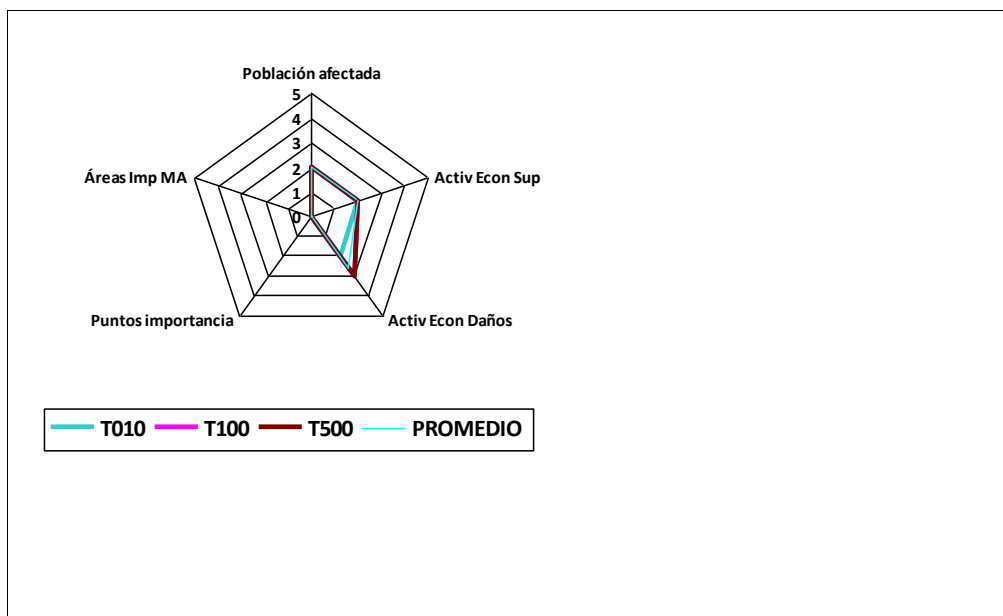 Población afectada
5
4
3
2
1
0
Áreas Imp MA
Activ Econ Sup
Puntos importancia
Activ Econ Daños
T010 T100 T500 PROMEDIO